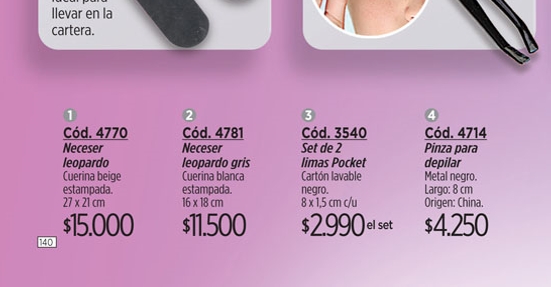 llevar en la
cartera.
1
Cód. 4770
Neceser
leopardo
Cuerina beige
estampada.
27 x 21 cm
$15.000
2
Cód. 4781
Neceser
leopardo gris
Cuerina blanca
estampada.
16 x 18 cm
$11.500
3
Cód. 3540
Set de 2
limas Pocket
Cartón lavable
negro.
8 x 1,5 cm c/u
$2.990 el set
4
Cód. 4714
Pinza para
depilar
Metal negro.
Largo: 8 cm
Origen: China.
$4.250
140